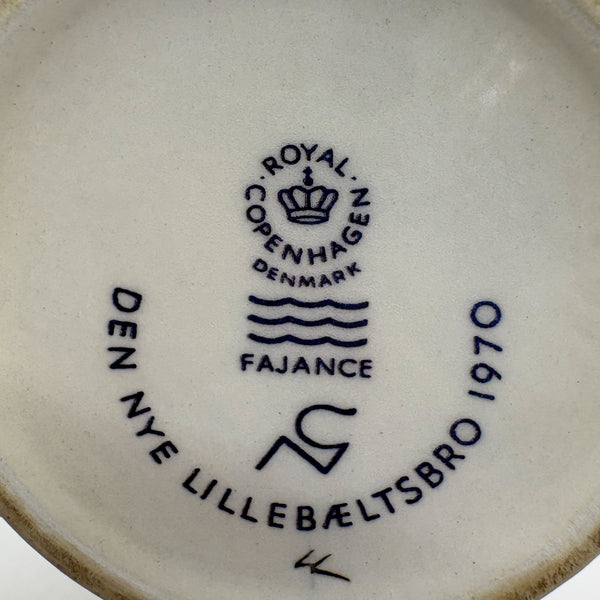 ROYAL
COPENHAGEN
DENMARK
FAJANCE
DEN NYE LILLEBÆLTSBRO 1970